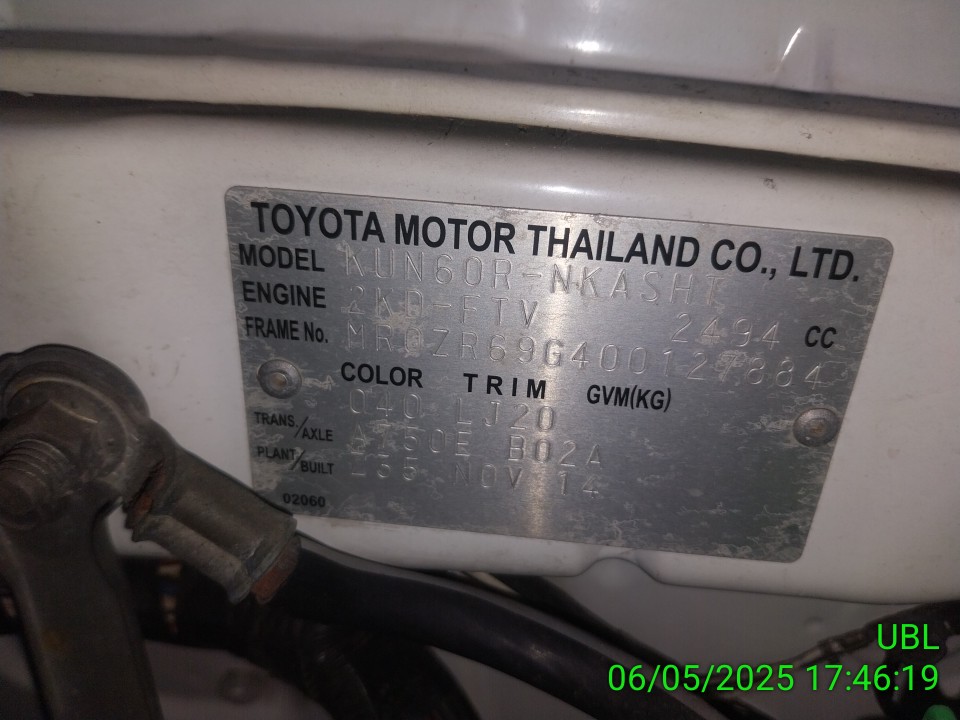 TOYOTA MOTOR THAILAND CO., LTD.
MODEL KUN60R-NKASHT
ENGINE 2KD-FTV 2494 CC
FRAME No.
COLOR TRIM GVM(KG)
040 LJ20
TRANS./AXLE B02A
PLANT/BUILT NOV 14
02060
UBL
06/05/2025 17:46:19